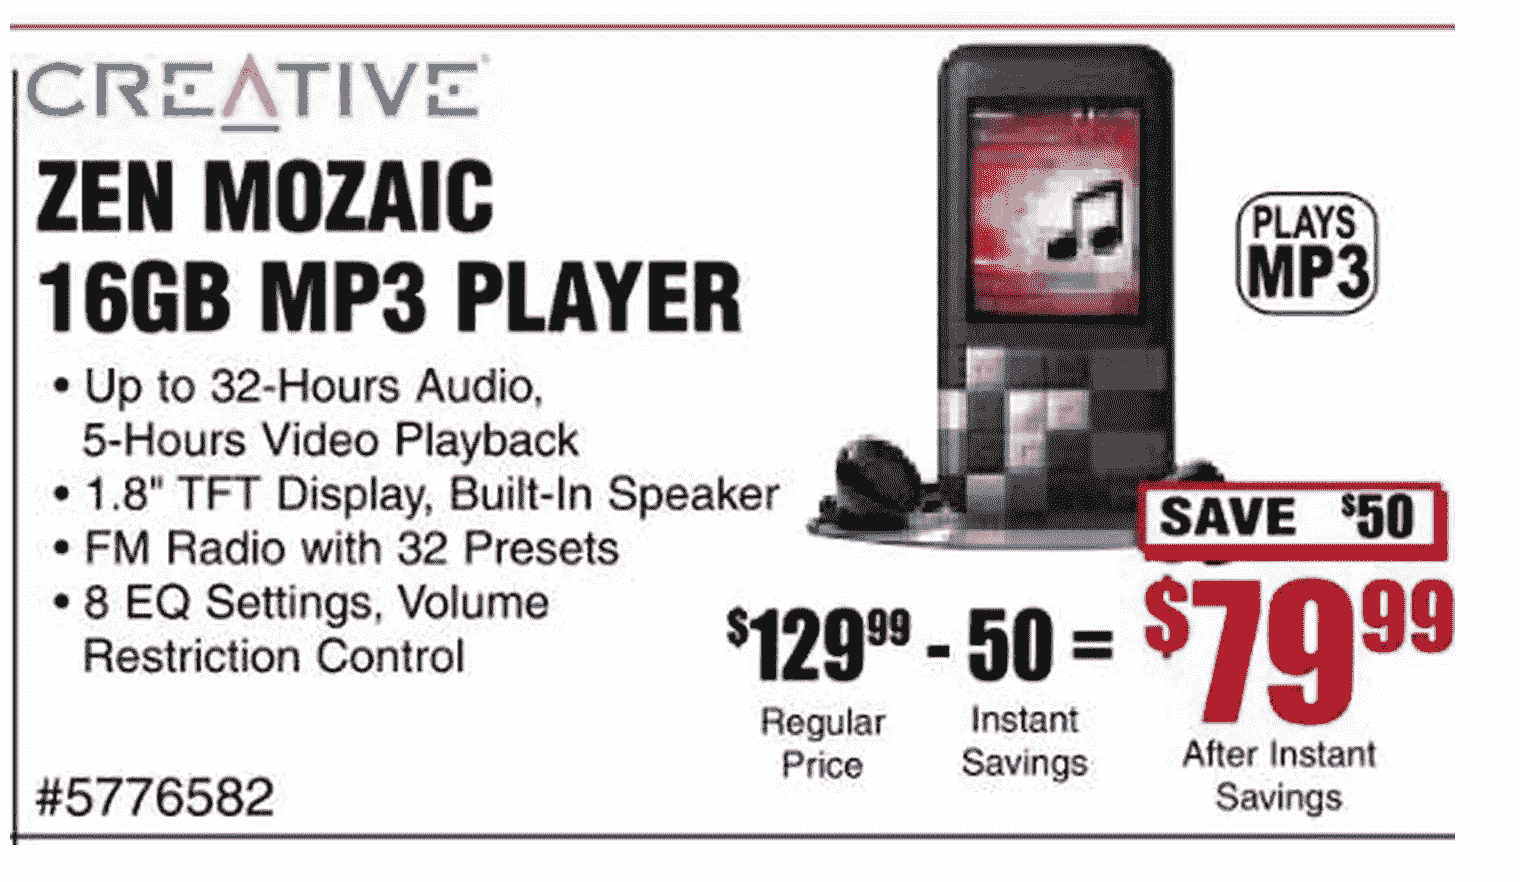 CREATIVE
ZEN MOZAIC
16GB MP3 PLAYER
• Up to 32-Hours Audio,
5-Hours Video Playback
• 1.8" TFT Display, Built-In Speaker
• FM Radio with 32 Presets
• 8 EQ Settings, Volume
Restriction Control
#5776582
PLAYS
MP3
SAVE $50
$129.99 - 50 = $79.99
Regular
Price
Instant
Savings
After Instant
Savings